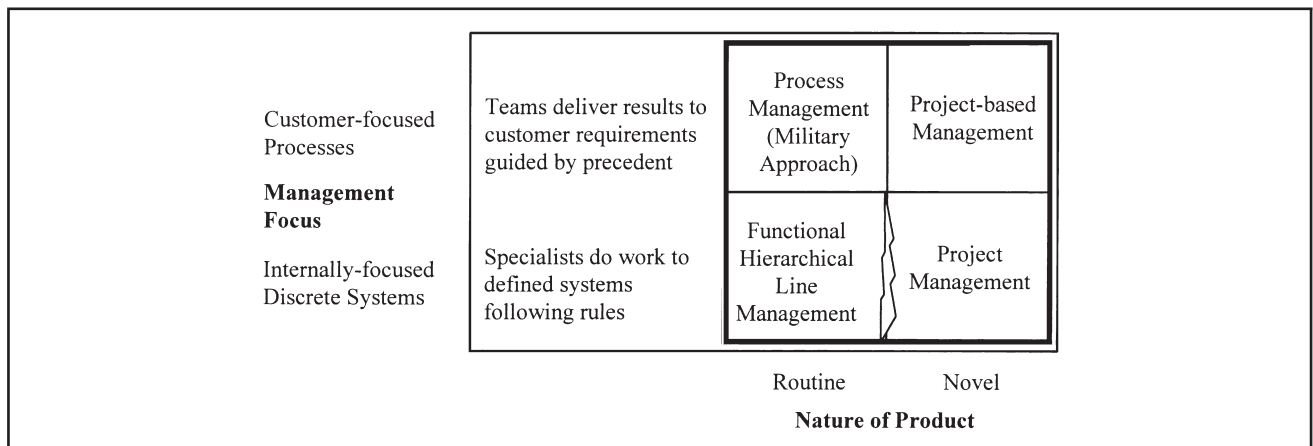 Customer-focused
Processes
Management
Focus
Internally-focused
Discrete Systems
Teams deliver results to
customer requirements
guided by precedent
Specialists do work to
defined systems
following rules
Process
Management
(Military
Approach)
Project-based
Management
Functional
Hierarchical
Line
Management
Project
Management
Routine
Novel
Nature of Product